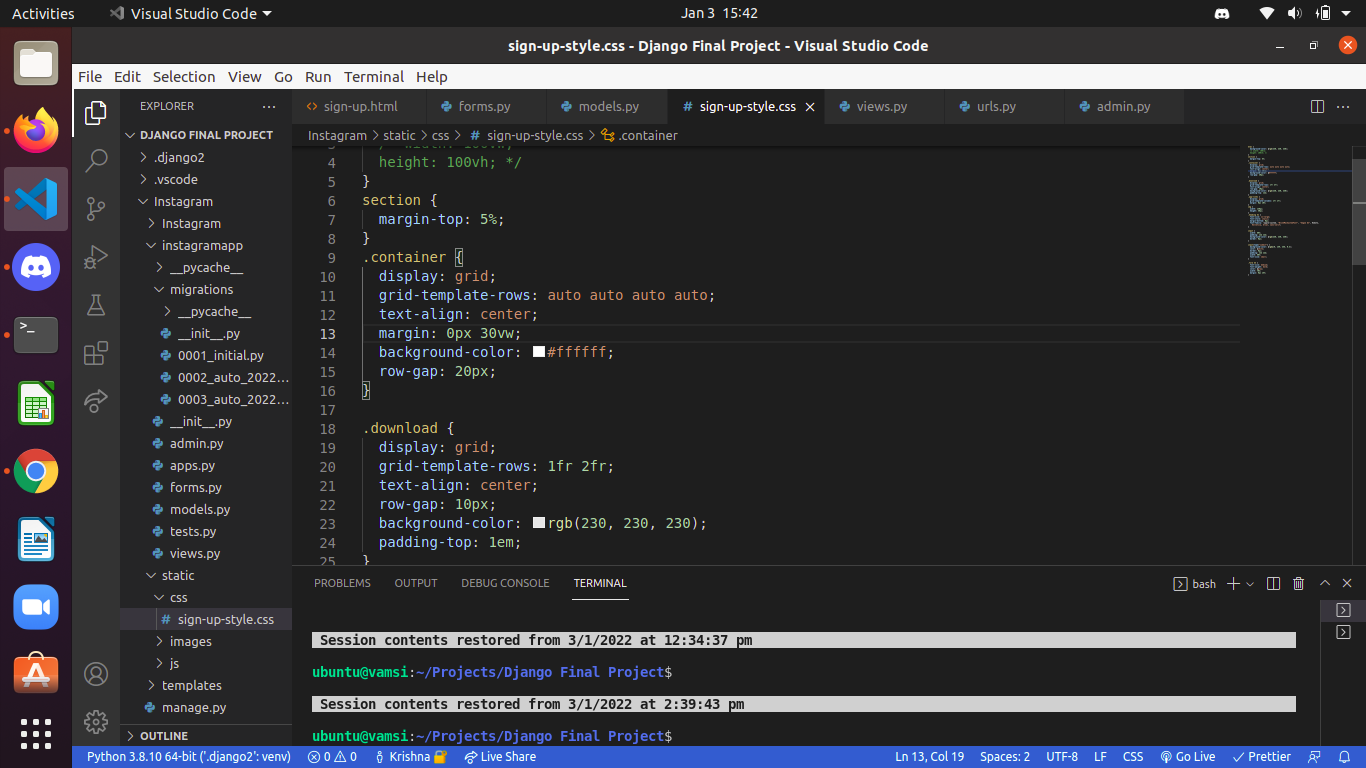 Activities Visual Studio Code Jan 3 15:42
sign-up-style.css - Django Final Project - Visual Studio Code
File Edit Selection View Go Run Terminal Help
EXPLORER ···
sign-up.html forms.py models.py # sign-up-style.css views.py urls.py admin.py
Instagram > static > css > # sign-up-style.css > .container
DJANGO FINAL PROJECT
.django2
.vscode
Instagram
Instagram
instagramapp
__pycache__
migrations
__pycache__
__init__.py
0001_initial.py
0002_auto_2022...
0003_auto_2022...
__init__.py
admin.py
apps.py
forms.py
models.py
tests.py
views.py
static
css
# sign-up-style.css
images
js
templates
manage.py
OUTLINE
3 /* width: 100vw;
4 height: 100vh; */
5 }
6 section {
7 margin-top: 5%;
8 }
9 .container {
10 display: grid;
11 grid-template-rows: auto auto auto auto;
12 text-align: center;
13 margin: 0px 30vw;
14 background-color: #ffffff;
15 row-gap: 20px;
16 }
17
18 .download {
19 display: grid;
20 grid-template-rows: 1fr 2fr;
21 text-align: center;
22 row-gap: 10px;
23 background-color: rgb(230, 230, 230);
24 padding-top: 1em;
25 }
PROBLEMS OUTPUT DEBUG CONSOLE TERMINAL bash
Session contents restored from 3/1/2022 at 12:34:37 pm
ubuntu@vamsi:~/Projects/Django Final Project$
Session contents restored from 3/1/2022 at 2:39:43 pm
ubuntu@vamsi:~/Projects/Django Final Project$
Python 3.8.10 64-bit ('.django2': venv) 0 0 Krishna Live Share Ln 13, Col 19 Spaces: 2 UTF-8 LF CSS Go Live Prettier